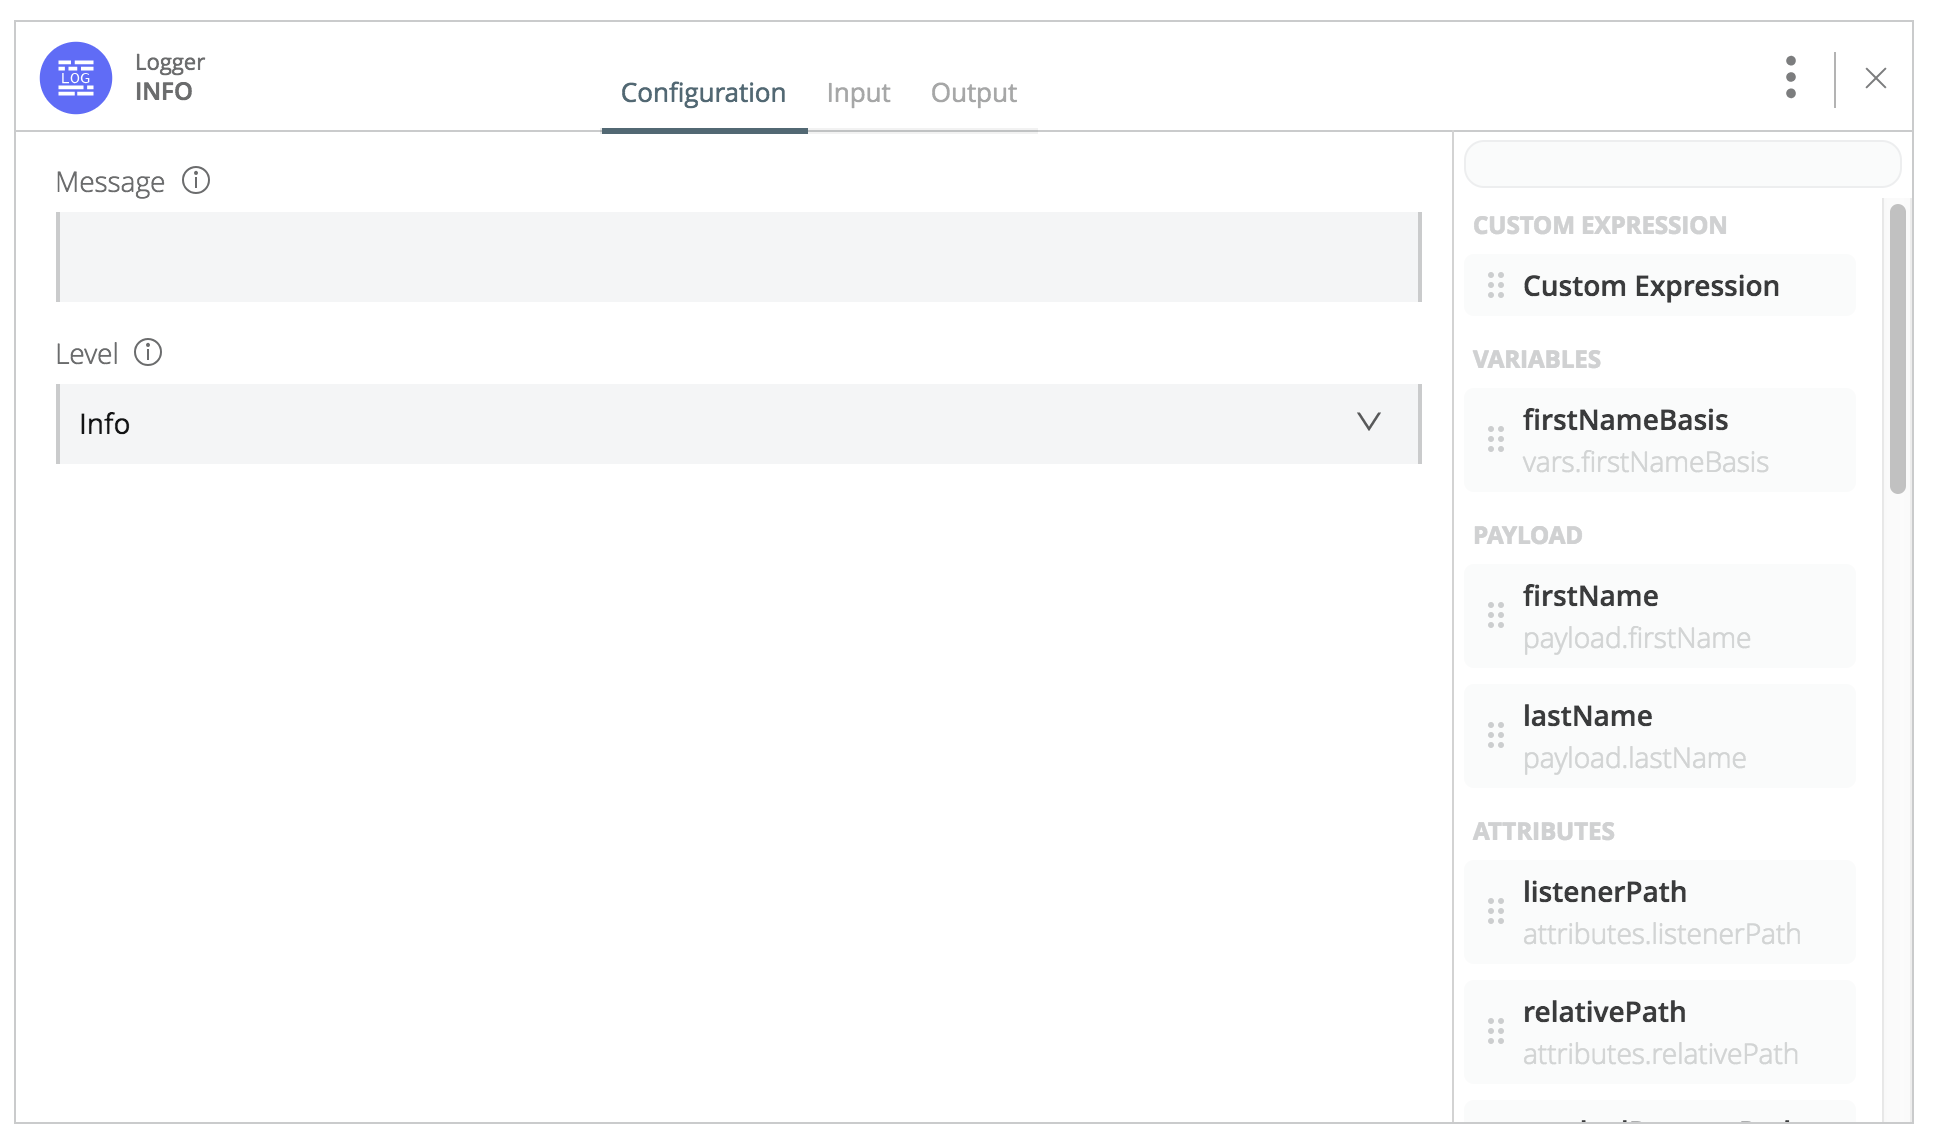 LOG
Logger
INFO
Configuration
Input
Output
Message
Level
Info
CUSTOM EXPRESSION
Custom Expression
VARIABLES
firstNameBasis
vars.firstNameBasis
PAYLOAD
firstName
payload.firstName
lastName
payload.lastName
ATTRIBUTES
listenerPath
attributes.listenerPath
relativePath
attributes.relativePath